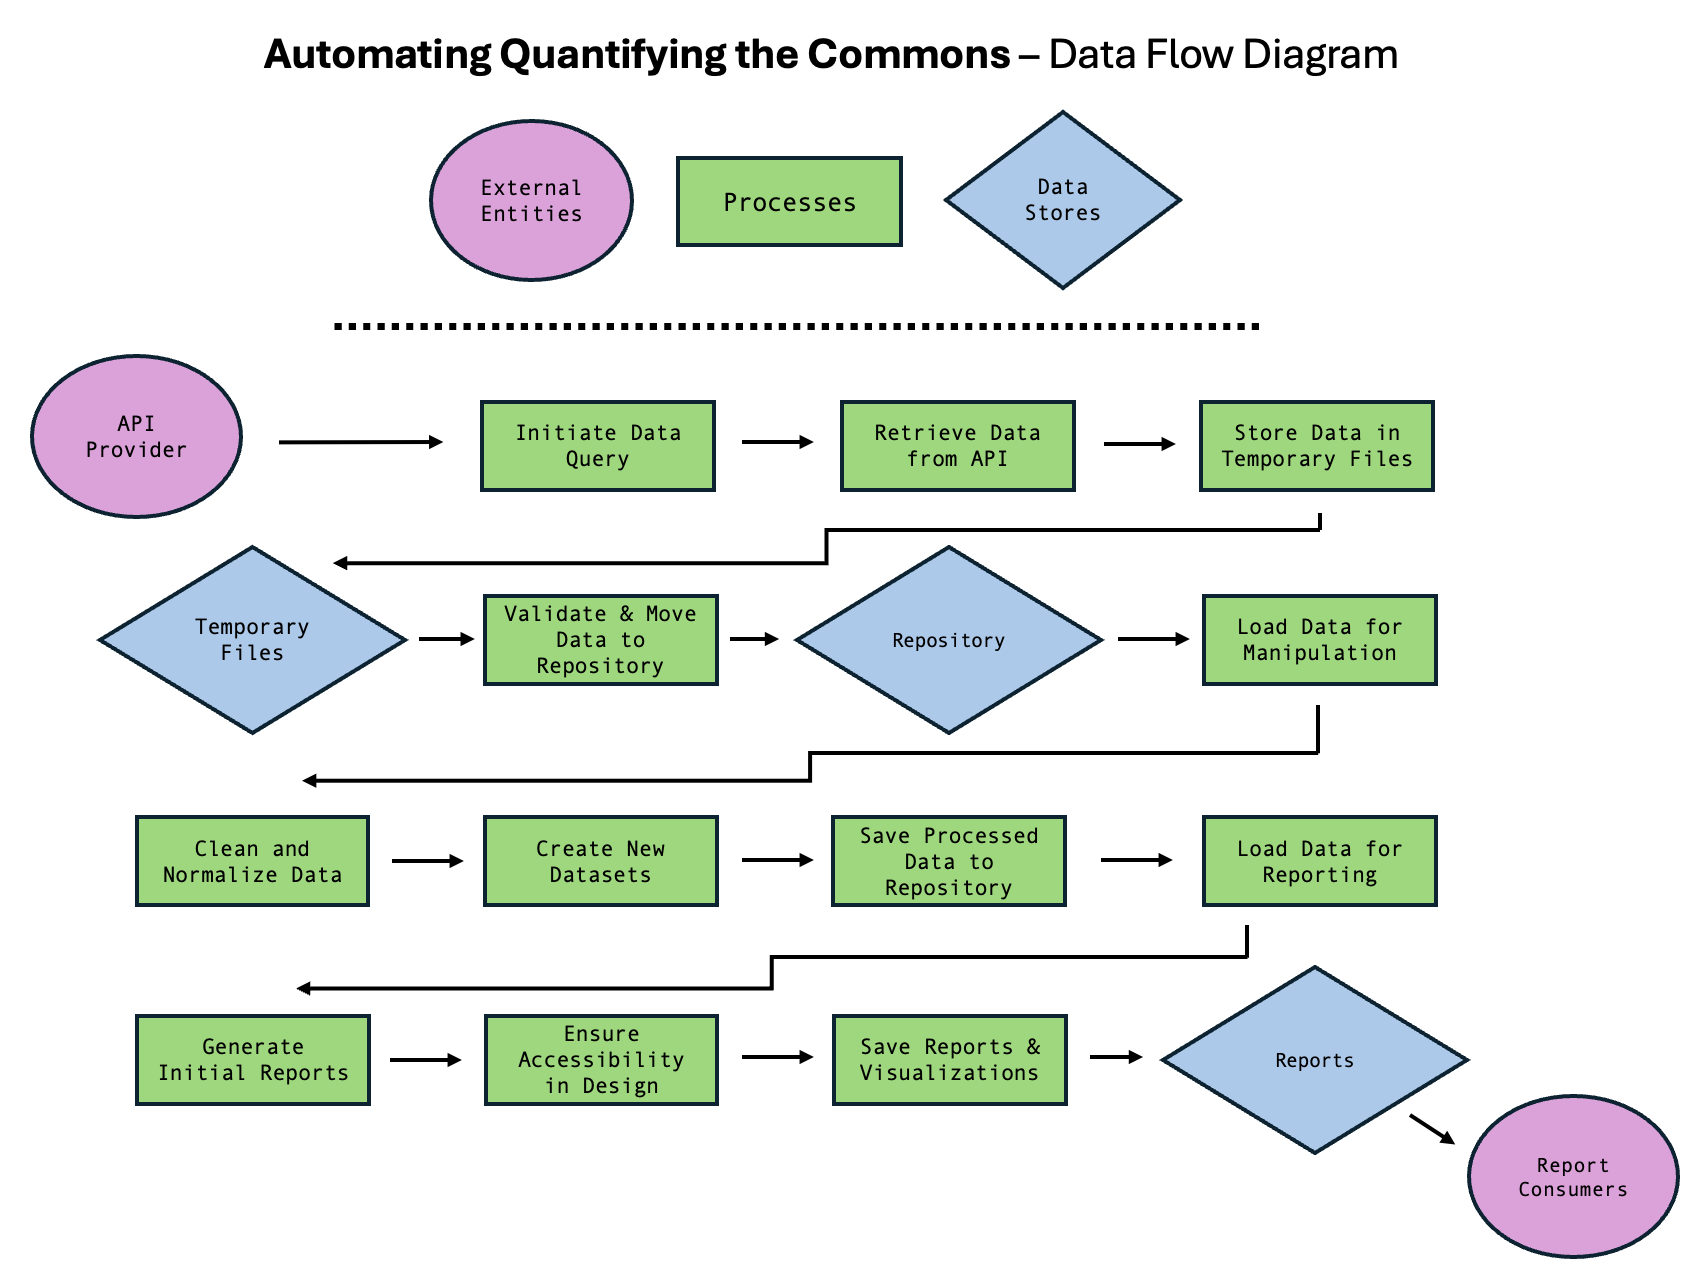 Automating Quantifying the Commons – Data Flow Diagram
External
Entities
Processes
Data
Stores
API
Provider
Initiate Data
Query
Retrieve Data
from API
Store Data in
Temporary Files
Temporary
Files
Validate & Move
Data to
Repository
Repository
Load Data for
Manipulation
Clean and
Normalize Data
Create New
Datasets
Save Processed
Data to
Repository
Load Data for
Reporting
Generate
Initial Reports
Ensure
Accessibility
in Design
Save Reports &
Visualizations
Reports
Report
Consumers